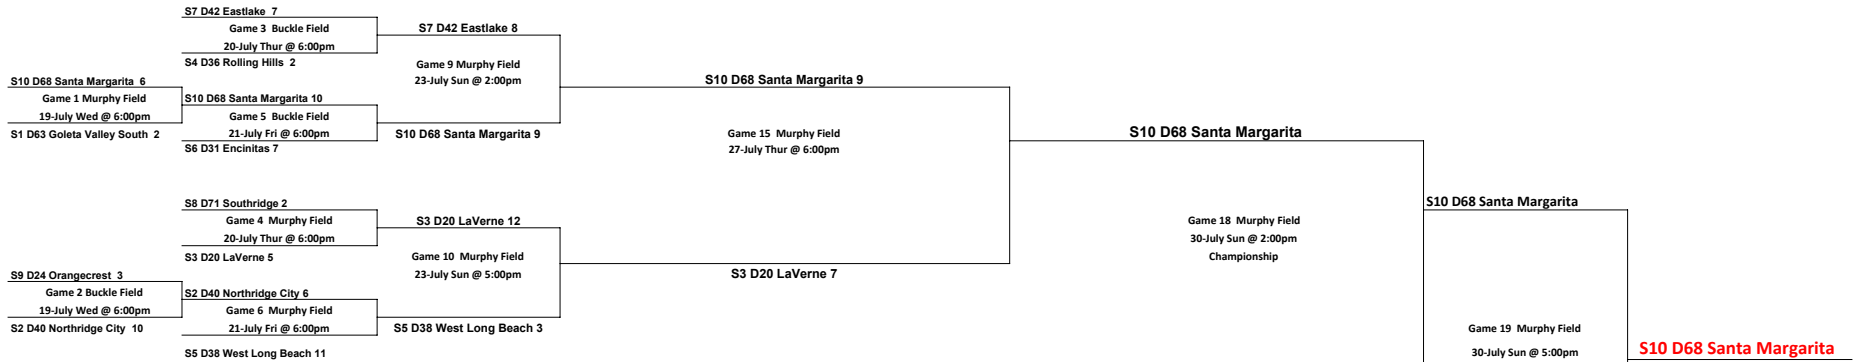 S7 D42 Eastlake  7
Game 3  Buckle Field
20-July Thur @ 6:00pm
S4 D36 Rolling Hills  2
S7 D42 Eastlake 8
Game 9 Murphy Field
23-July Sun @ 2:00pm
S10 D68 Santa Margarita  6
Game 1 Murphy Field
19-July Wed @ 6:00pm
S1 D63 Goleta Valley South  2
S10 D68 Santa Margarita 10
Game 5  Buckle Field
21-July Fri @ 6:00pm
S6 D31 Encinitas 7
S10 D68 Santa Margarita 9
S10 D68 Santa Margarita 9
Game 15  Murphy Field
27-July Thur @ 6:00pm
S10 D68 Santa Margarita
S8 D71 Southridge 2
Game 4  Murphy Field
20-July Thur @ 6:00pm
S3 D20 LaVerne 5
S3 D20 LaVerne 12
Game 10  Murphy Field
23-July Sun @ 5:00pm
S9 D24 Orangecrest  3
Game 2 Buckle Field
19-July Wed @ 6:00pm
S2 D40 Northridge City  10
S2 D40 Northridge City 6
Game 6  Murphy Field
21-July Fri @ 6:00pm
S5 D38 West Long Beach 11
S5 D38 West Long Beach 3
S3 D20 LaVerne 7
Game 18  Murphy Field
30-July Sun @ 2:00pm
Championship
S10 D68 Santa Margarita
Game 19  Murphy Field
30-July Sun @ 5:00pm
S10 D68 Santa Margarita